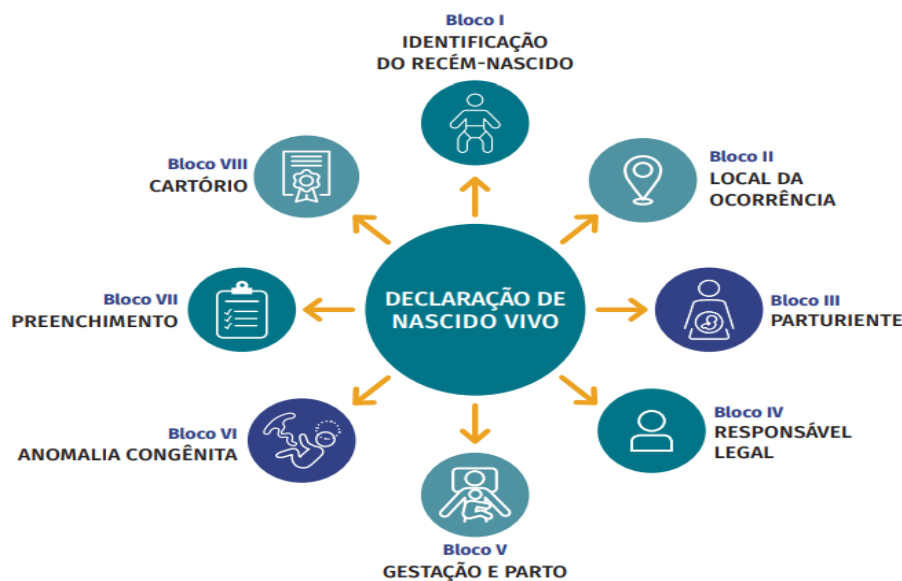 Bloco I
IDENTIFICAÇÃO
DO RECÉM-NASCIDO
Bloco II
LOCAL DA
OCORRÊNCIA
Bloco III
PARTURIENTE
Bloco IV
RESPONSÁVEL
LEGAL
Bloco V
GESTAÇÃO E PARTO
Bloco VI
ANOMALIA CONGÊNITA
Bloco VII
PREENCHIMENTO
Bloco VIII
CARTÓRIO
DECLARAÇÃO DE
NASCIDO VIVO